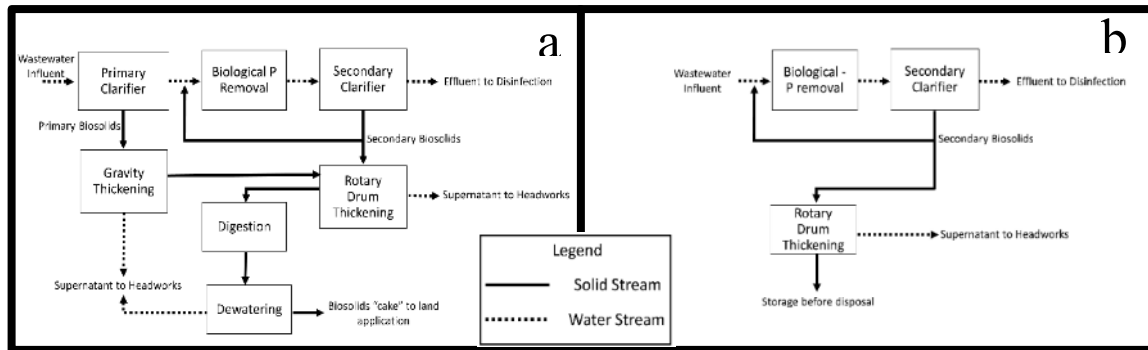 a
Wastewater
Influent
Primary
Clarifier
Biological P
Removal
Secondary
Clarifier
Effluent to Disinfection
Primary Biosolids
Secondary Biosolids
Gravity
Thickening
Rotary
Drum
Thickening
Supernatant to Headworks
Digestion
Supernatant to Headworks
Dewatering
Biosolids "cake" to land
application
b
Wastewater
Influent
Biological -
P removal
Secondary
Clarifier
Effluent to Disinfection
Secondary Biosolids
Rotary
Drum
Thickening
Supernatant to Headworks
Storage before disposal
Legend
Solid Stream
Water Stream